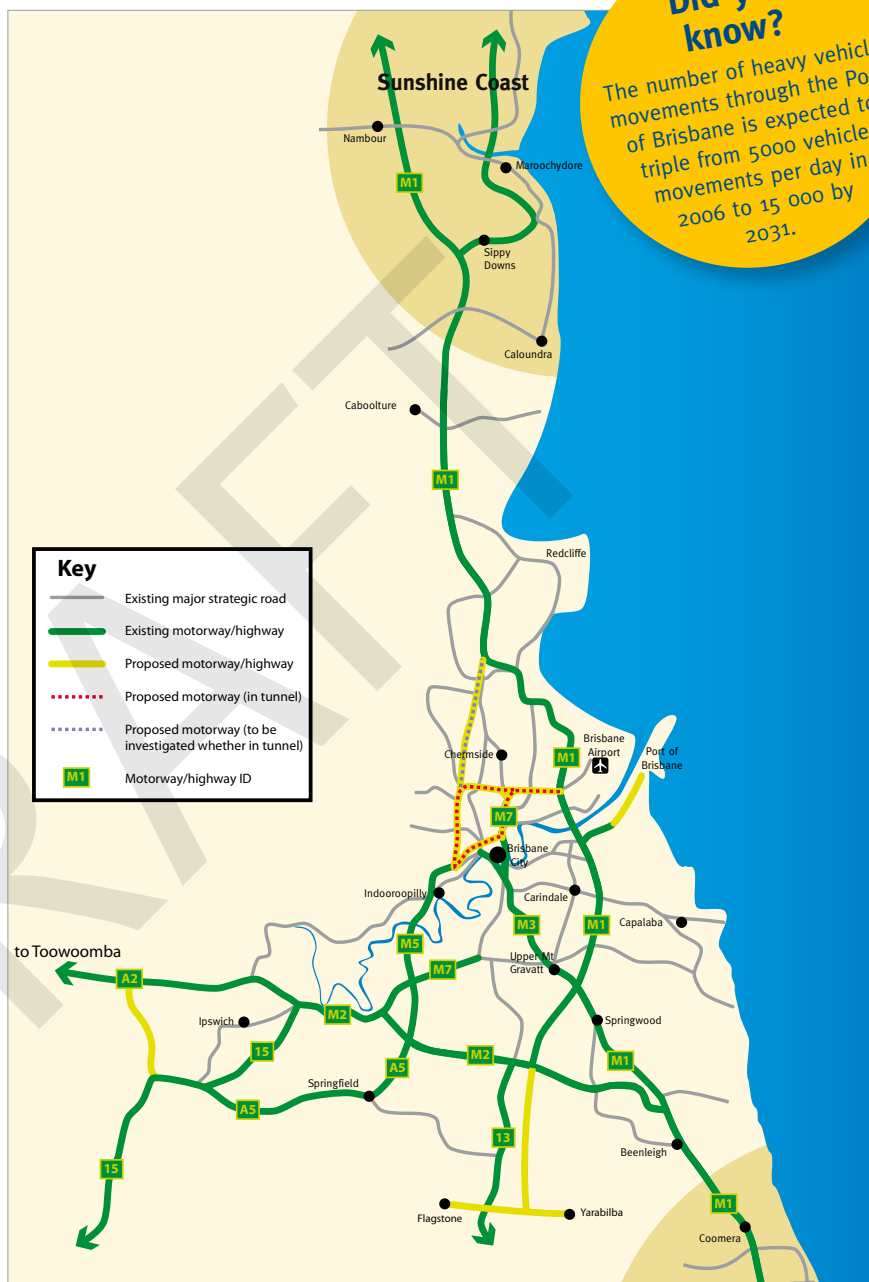 know?
The number of heavy vehicle
movements through the
of Brisbane is expected to
triple from 5000 vehicle
movements per day in
2006 to 15 000 by
2031.
Sunshine Coast
Nambour
Maroochydore
M1
Sippy
Downs
Caloundra
Caboolture
M1
Redcliffe
Key
Existing major strategic road
Existing motorway/highway
Proposed motorway/highway
Proposed motorway (in tunnel)
Proposed motorway (to be
investigated whether in tunnel)
M1
Motorway/highway ID
Chermside
M1
Brisbane
Airport
Port of
Brisbane
M7
Brisbane
City
Indooroopilly
Carindale
M3
M1
Capalaba
M5
to Toowoomba
A2
M7
Upper Mt
Gravatt
Ipswich
M2
Springwood
15
M2
M1
A5
Springfield
A5
13
Beenleigh
15
M1
Flagstone
Yarabilba
Coomera
DRAFT